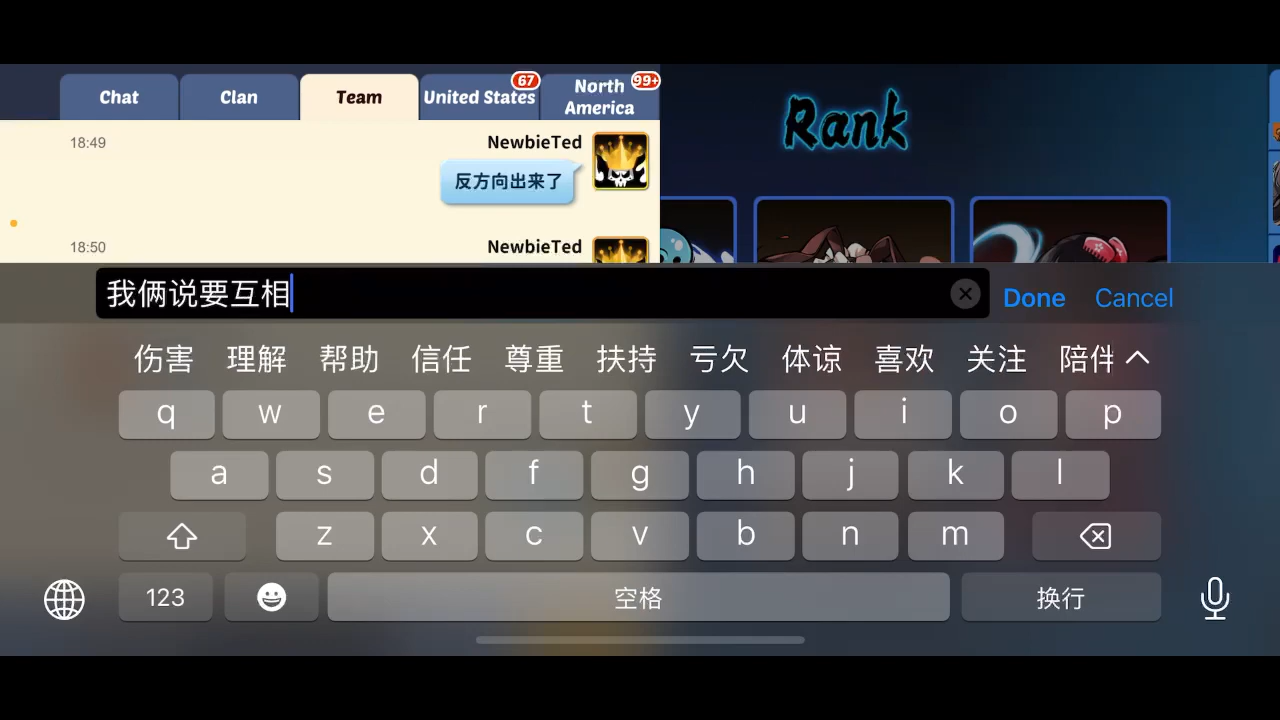 Chat
Clan
Team
United States
67
North America
99+
Rank
18:49
NewbieTed
反方向出来了
18:50
NewbieTed
我俩说要互相
Done
Cancel
伤害 理解 帮助 信任 尊重 扶持 亏欠 体谅 喜欢 关注 陪伴
q w e r t y u i o p
a s d f g h j k l
z x c v b n m
123
空格
换行